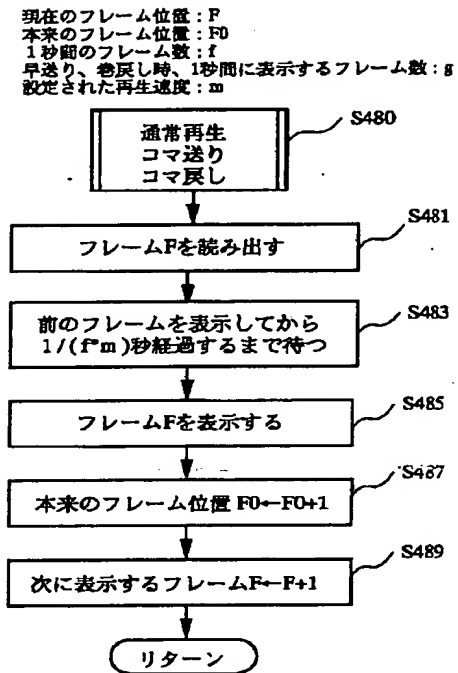 現在のフレーム位置：F
本来のフレーム位置：F0
1秒間のフレーム数：f
早送り、巻戻し時、1秒間に表示するフレーム数：g
設定された再生速度：m
S480
通常再生
コマ送り
コマ戻し
S481
フレームFを読み出す
S483
前のフレームを表示してから
1/(f*m)秒経過するまで待つ
S485
フレームFを表示する
S487
本来のフレーム位置 F0←F0+1
S489
次に表示するフレームF←F+1
リターン